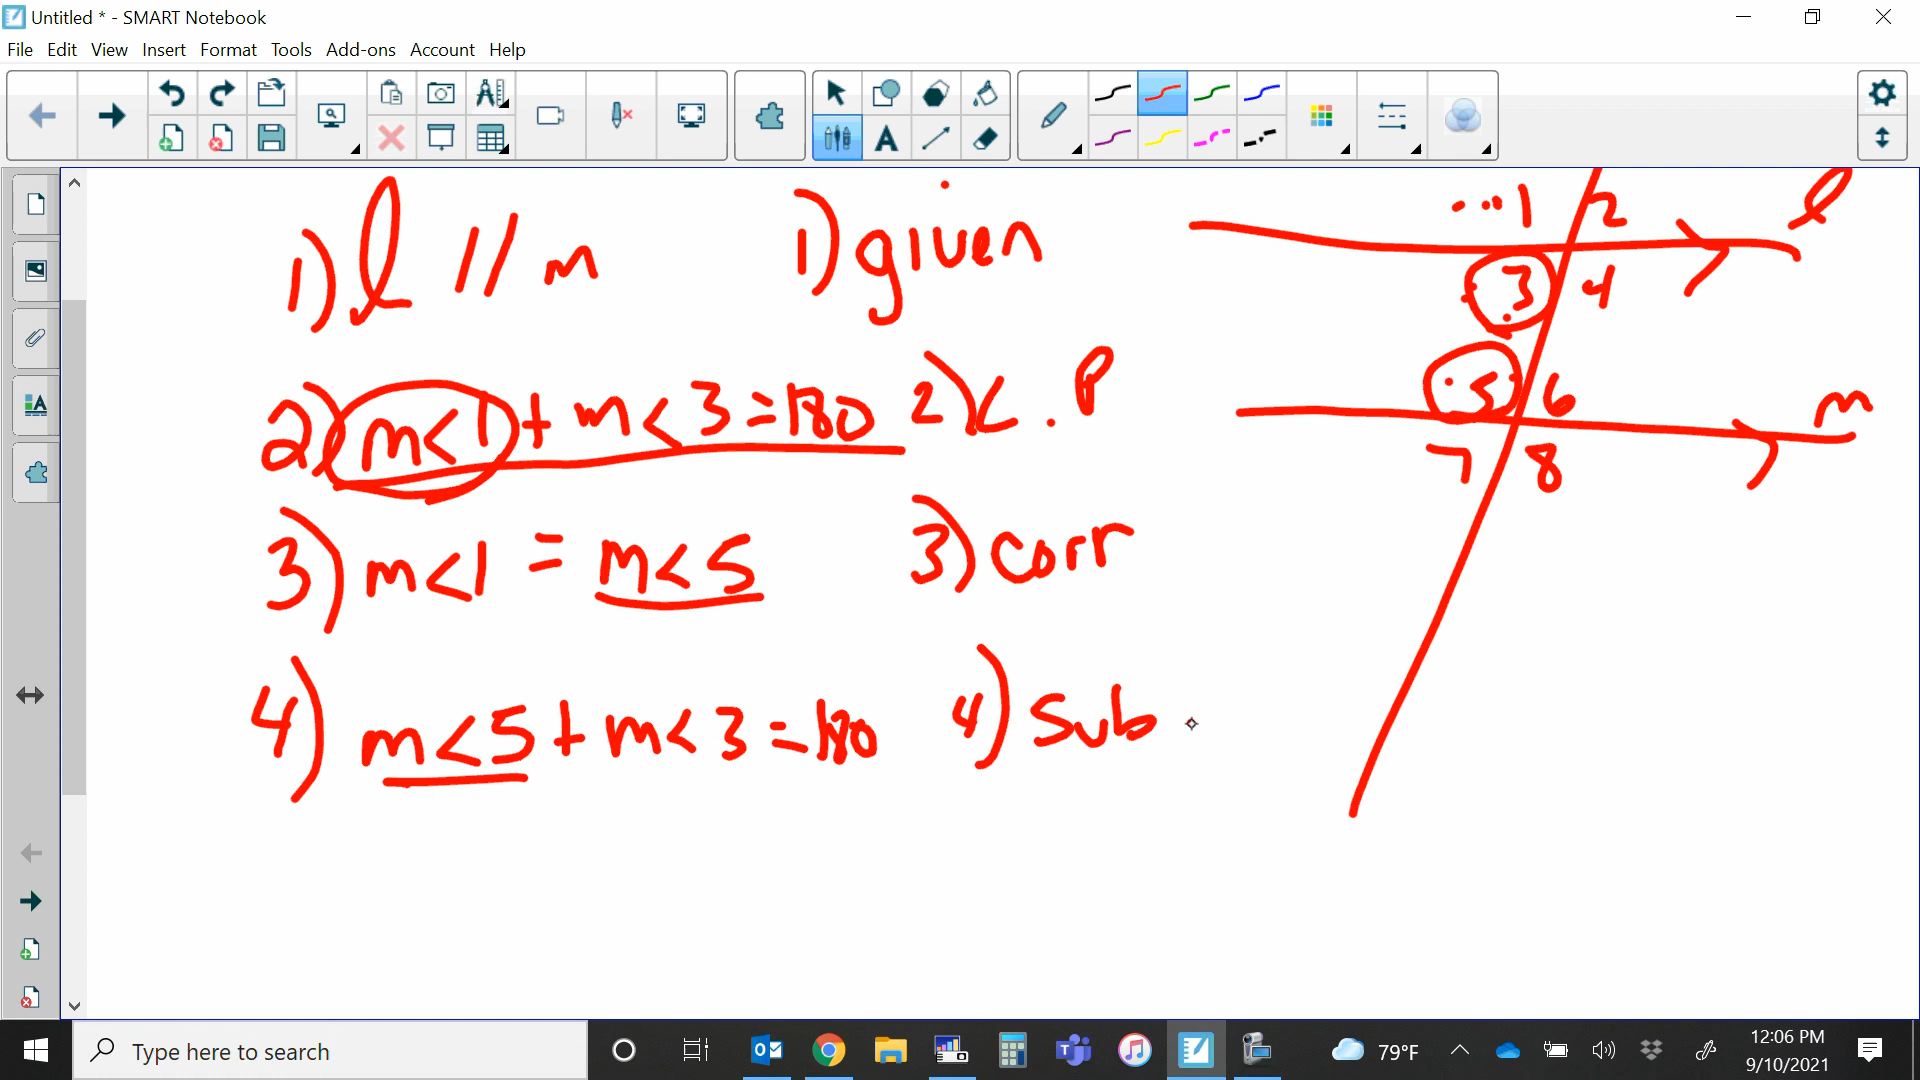 Untitled * - SMART Notebook
File Edit View Insert Format Tools Add-ons Account Help
1) l // m 1) given
2) m<1 + m<3 = 180 2) L . P
3) m<1 = m<5 3) corr
4) m<5 + m<3 = 180 4) Sub
1 2 l
3 4
5 6 m
7 8
Type here to search
79°F
12:06 PM
9/10/2021